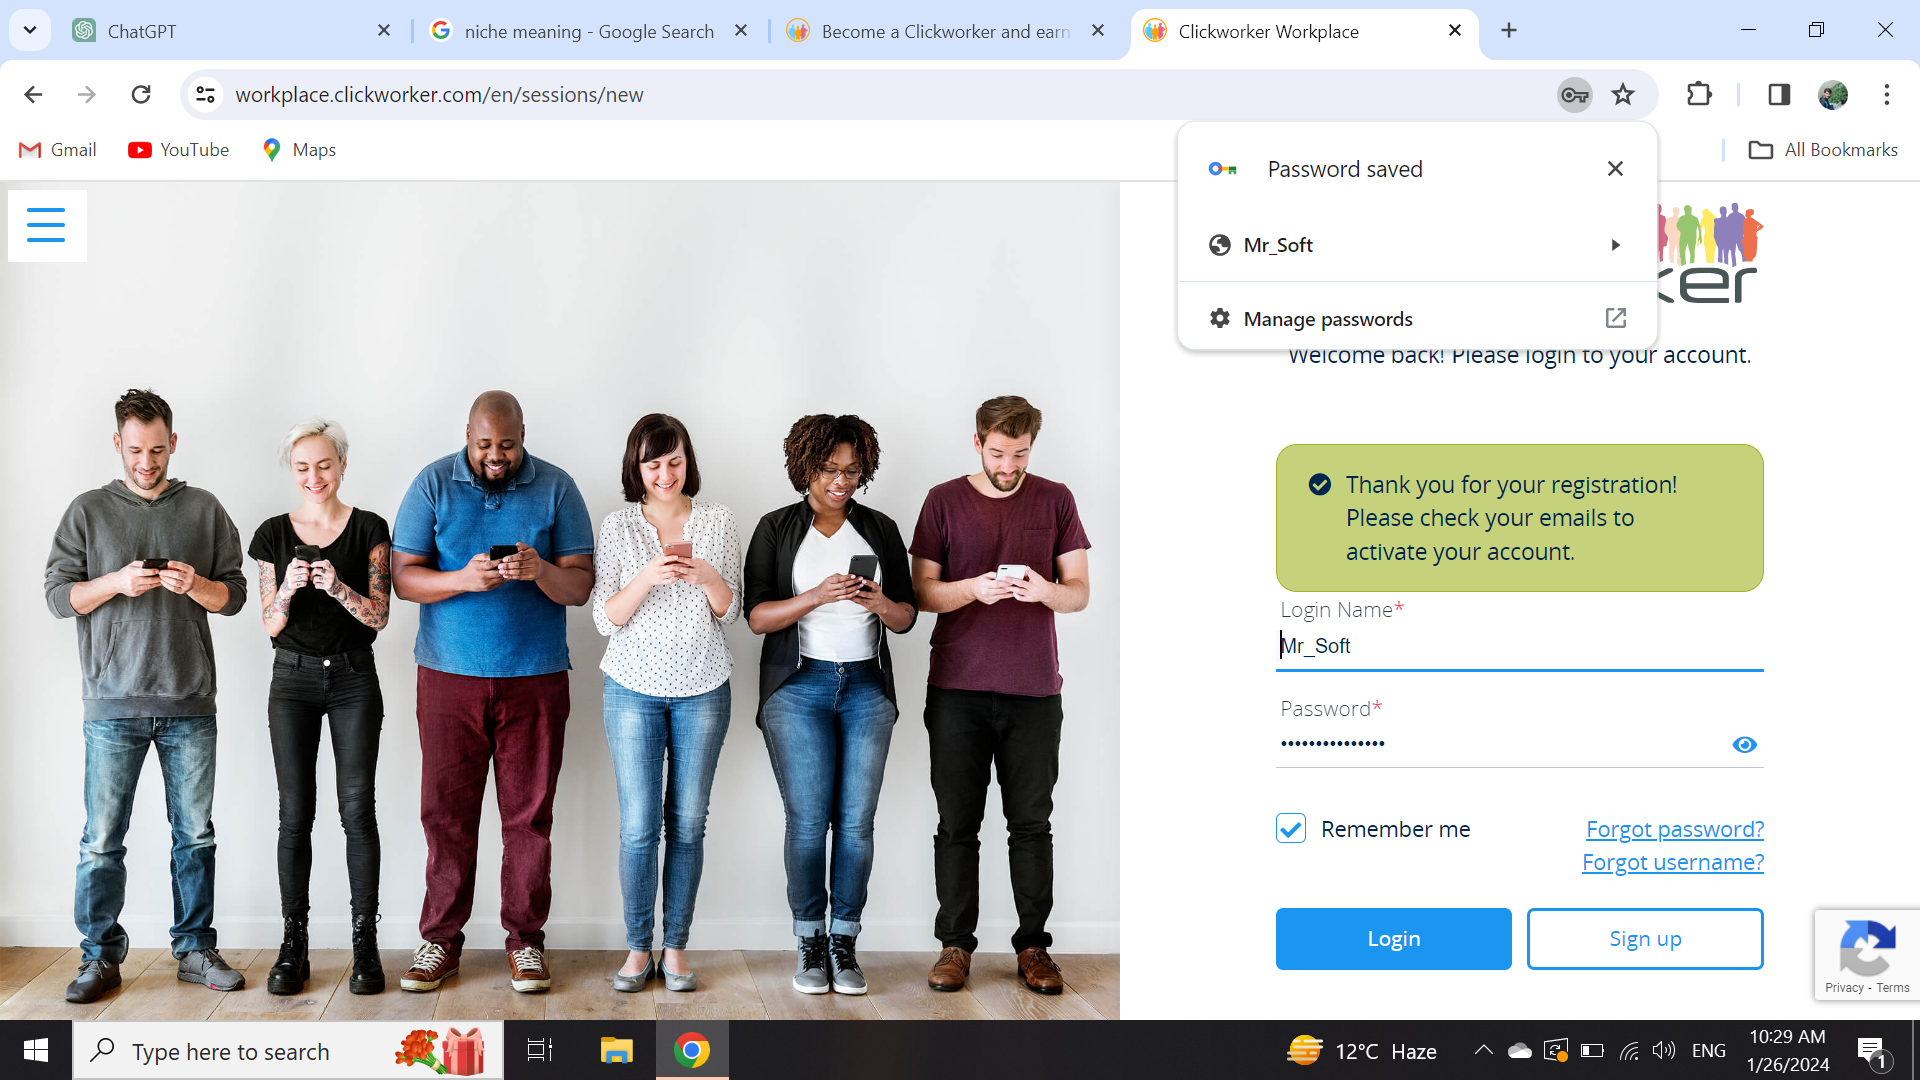 ChatGPT
niche meaning - Google Search
Become a Clickworker and earn
Clickworker Workplace
workplace.clickworker.com/en/sessions/new
Gmail
YouTube
Maps
All Bookmarks
Password saved
Mr_Soft
Manage passwords
ker
Welcome back! Please login to your account.
Thank you for your registration!
Please check your emails to
activate your account.
Login Name*
Mr_Soft
Password*
•••••••••••••••
Remember me
Forgot password?
Forgot username?
Login
Sign up
Privacy - Terms
Type here to search
12°C Haze
ENG
10:29 AM
1/26/2024
1